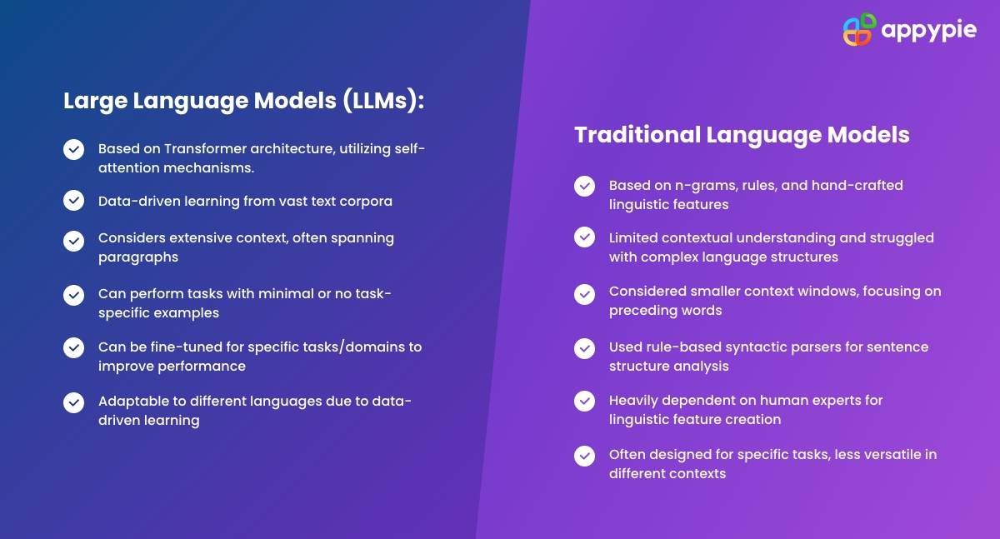 appypie
Large Language Models (LLMs):
Based on Transformer architecture, utilizing self-
attention mechanisms.
Data-driven learning from vast text corpora
Considers extensive context, often spanning
paragraphs
Can perform tasks with minimal or no task-
specific examples
Can be fine-tuned for specific tasks/domains to
improve performance
Adaptable to different languages due to data-
driven learning
Traditional Language Models
Based on n-grams, rules, and hand-crafted
linguistic features
Limited contextual understanding and struggled
with complex language structures
Considered smaller context windows, focusing on
preceding words
Used rule-based syntactic parsers for sentence
structure analysis
Heavily dependent on human experts for
linguistic feature creation
Often designed for specific tasks, less versatile in
different contexts